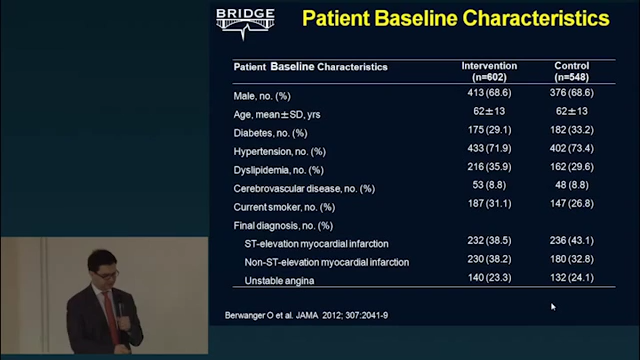 BRIDGE
Patient Baseline Characteristics
Patient Baseline Characteristics Intervention (n=602) Control (n=548)
Male, no. (%) 413 (68.6) 376 (68.6)
Age, mean±SD, yrs 62±13 62±13
Diabetes, no. (%) 175 (29.1) 182 (33.2)
Hypertension, no. (%) 433 (71.9) 402 (73.4)
Dyslipidemia, no. (%) 216 (35.9) 162 (29.6)
Cerebrovascular disease, no. (%) 53 (8.8) 48 (8.8)
Current smoker, no. (%) 187 (31.1) 147 (26.8)
Final diagnosis, no. (%)
ST-elevation myocardial infarction 232 (38.5) 236 (43.1)
Non-ST-elevation myocardial infarction 230 (38.2) 180 (32.8)
Unstable angina 140 (23.3) 132 (24.1)
Berwanger O et al. JAMA 2012; 307:2041-9